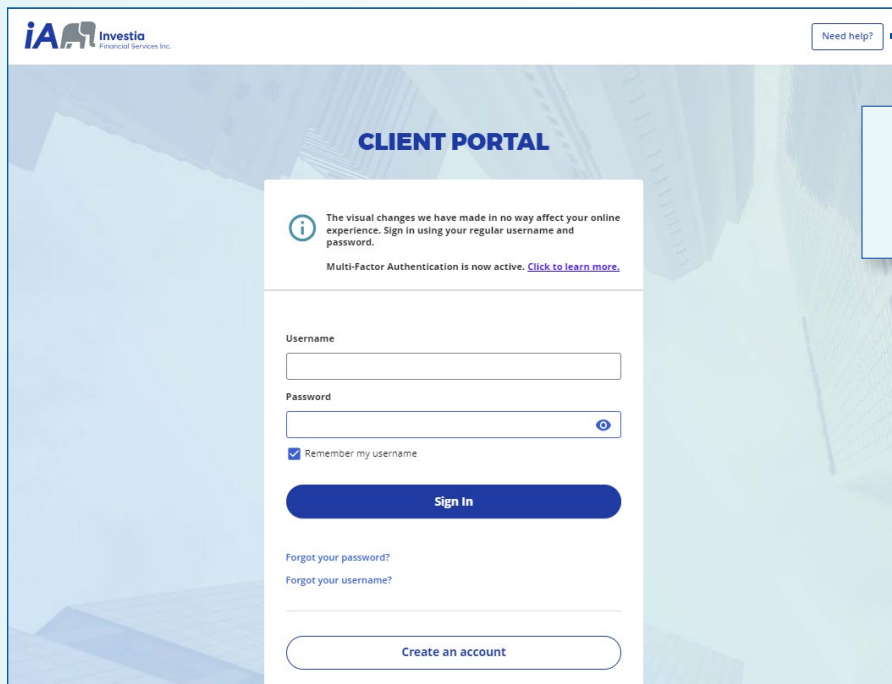 iA Investia
Financial Services Inc.
Need help?
CLIENT PORTAL
The visual changes we have made in no way affect your online
experience. Sign in using your regular username and
password.
Multi-Factor Authentication is now active. Click to learn more.
Username
Password
Remember my username
Sign In
Forgot your password?
Forgot your username?
Create an account